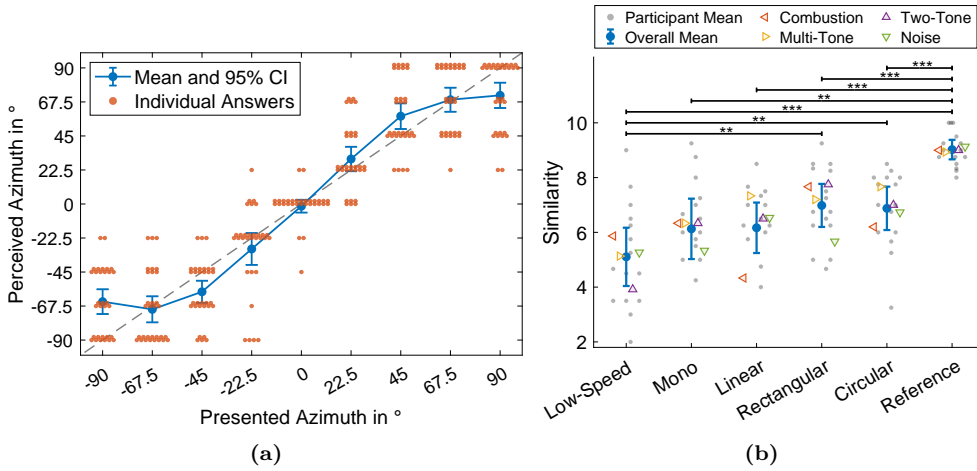 Mean and 95% CI
Individual Answers
Perceived Azimuth in °
90
67.5
45
22.5
0
-22.5
-45
-67.5
-90
-90
-67.5
-45
-22.5
0
22.5
45
67.5
90
Presented Azimuth in °
(a)
Participant Mean
Combustion
Two-Tone
Overall Mean
Multi-Tone
Noise
***
***
***
**
***
**
**
Similarity
10
8
6
4
2
Low-Speed
Mono
Linear
Rectangular
Circular
Reference
(b)